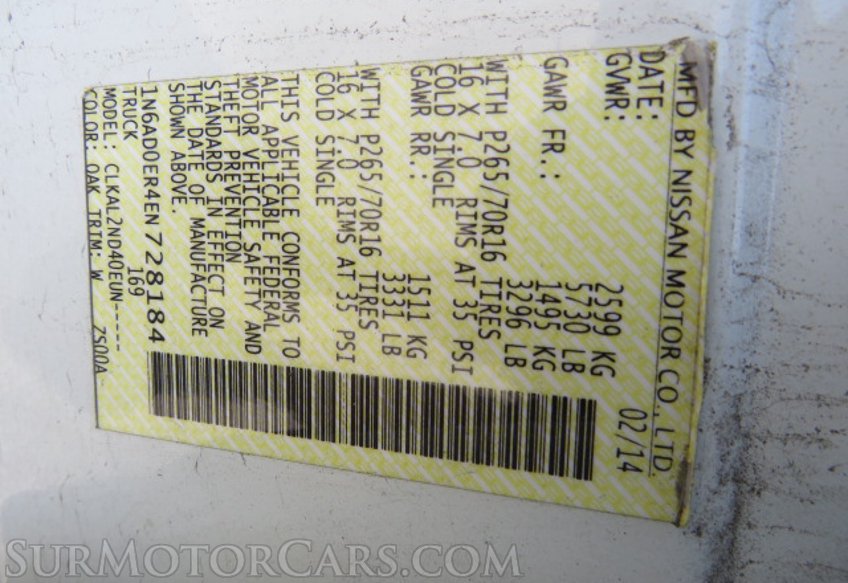 MFD BY NISSAN MOTOR CO., LTD.
DATE: 02/14
GVWR: 2599 KG
5730 LB
GAWR FR.: 1495 KG
3296 LB
WITH P265/70R16 TIRES
16 X 7.0 RIMS AT 35 PSI
COLD SINGLE
GAWR RR.: 1511 KG
3331 LB
WITH P265/70R16 TIRES
16 X 7.0 RIMS AT 35 PSI
COLD SINGLE
THIS VEHICLE CONFORMS TO
ALL APPLICABLE FEDERAL
MOTOR VEHICLE SAFETY AND
THEFT PREVENTION
STANDARDS IN EFFECT ON
THE DATE OF MANUFACTURE
SHOWN ABOVE.
1N6AD0ER4EN728184
TRUCK 169
MODEL: CLKAL2ND40EUN-----
COLOR: QAK TRIM: W ZS00A
SURMOTORCARS.COM